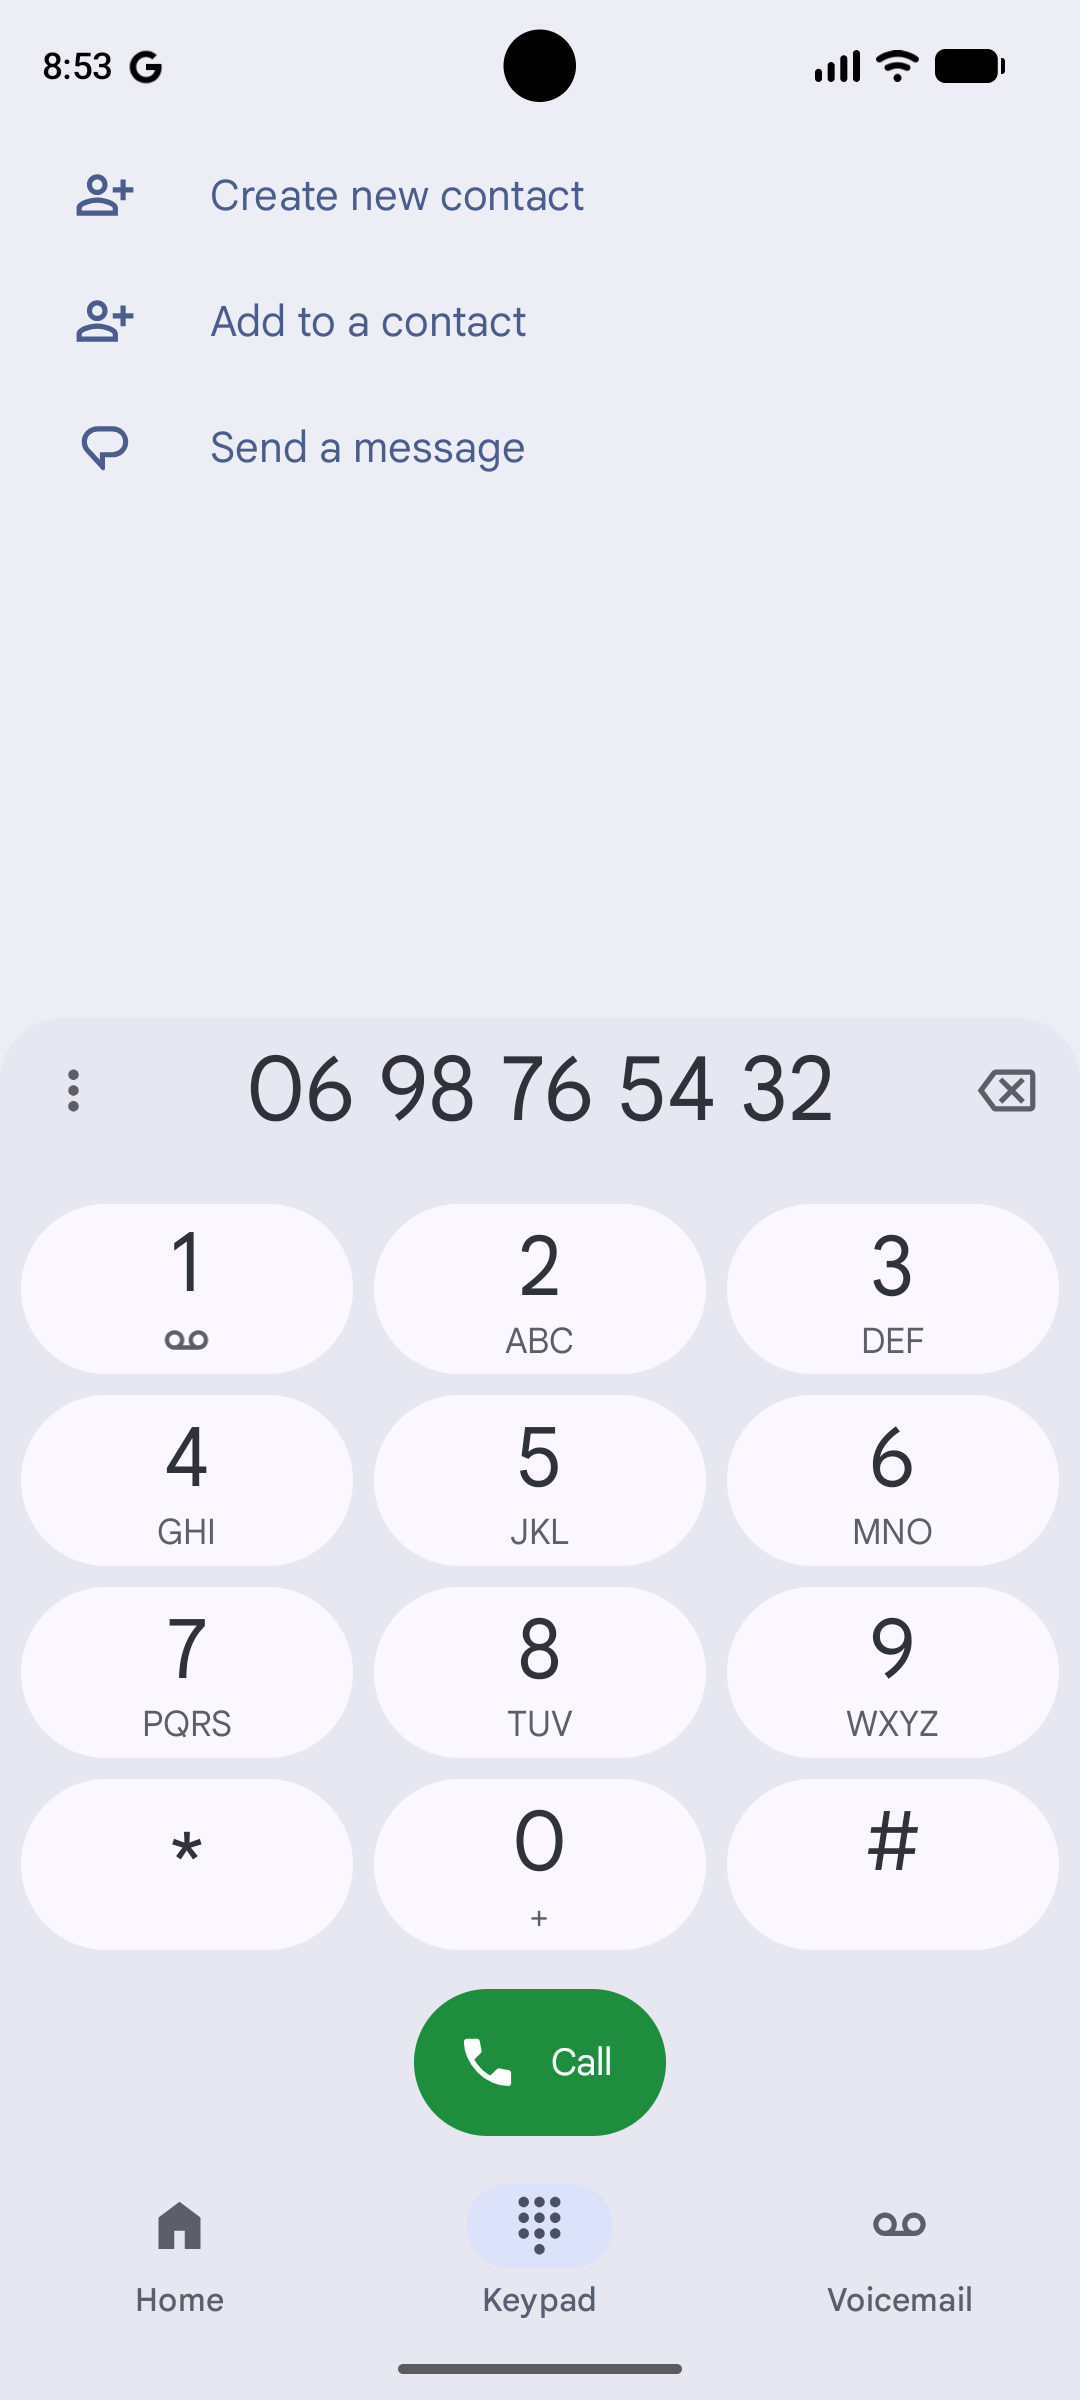 8:53
Create new contact
Add to a contact
Send a message
06 98 76 54 32
1 2 3
ABC DEF
4 5 6
GHI JKL MNO
7 8 9
PQRS TUV WXYZ
* 0 #
+
Call
Home Keypad Voicemail